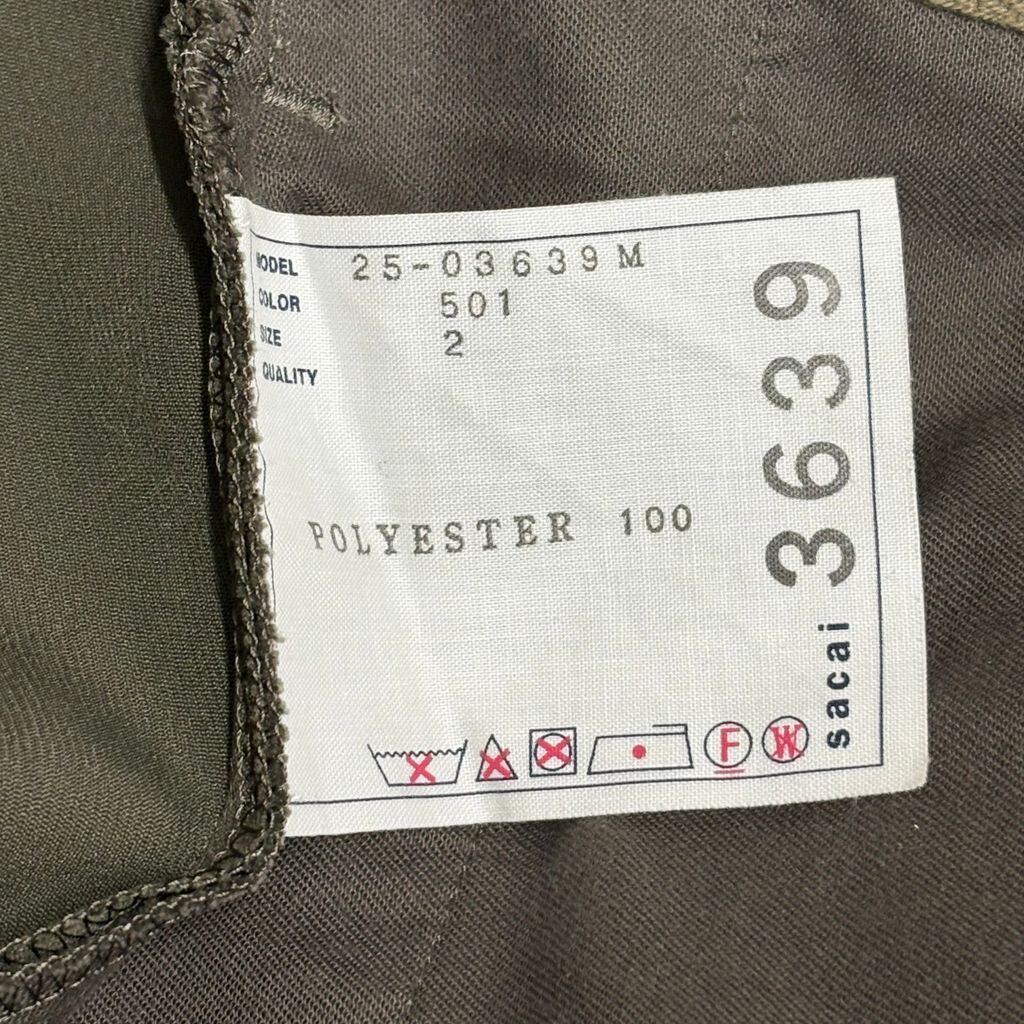 MODEL 25-03639M
COLOR 501
SIZE 2
QUALITY
POLYESTER 100
F W
sacai 3639